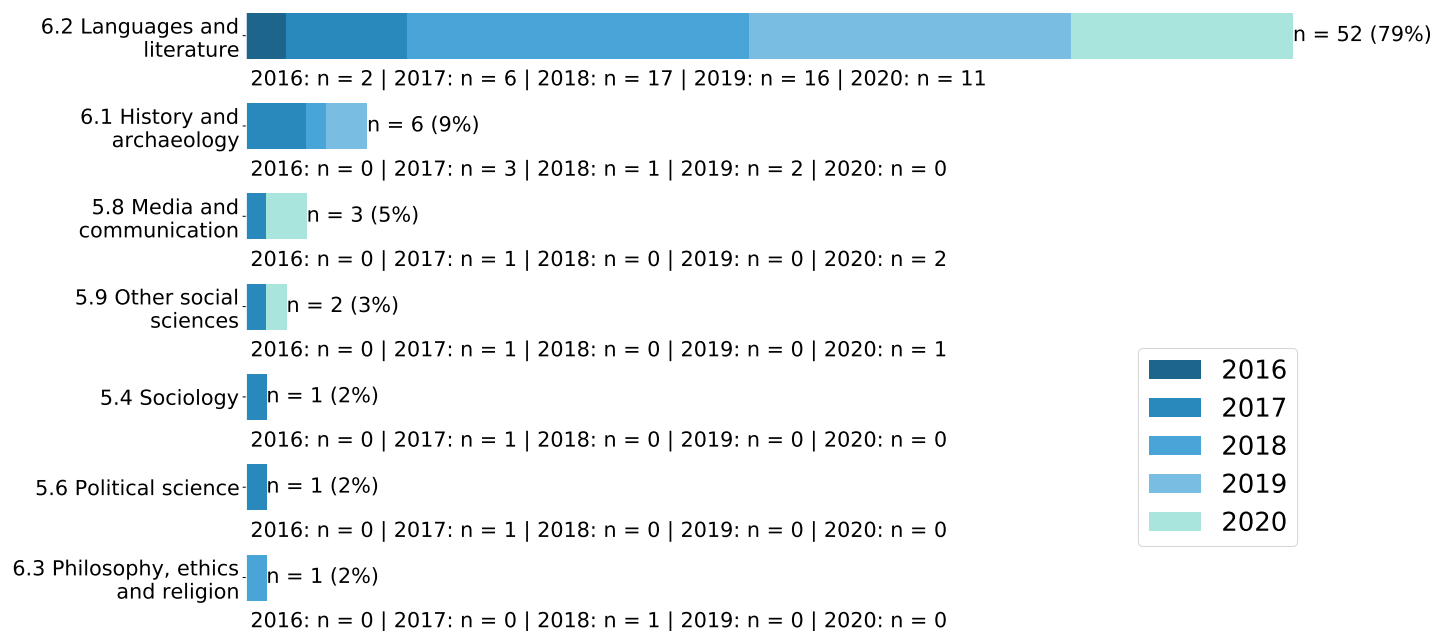 6.2 Languages and
literature
n = 52 (79%)
2016: n = 2 | 2017: n = 6 | 2018: n = 17 | 2019: n = 16 | 2020: n = 11
6.1 History and
archaeology
n = 6 (9%)
2016: n = 0 | 2017: n = 3 | 2018: n = 1 | 2019: n = 2 | 2020: n = 0
5.8 Media and
communication
n = 3 (5%)
2016: n = 0 | 2017: n = 1 | 2018: n = 0 | 2019: n = 0 | 2020: n = 2
5.9 Other social
sciences
n = 2 (3%)
2016: n = 0 | 2017: n = 1 | 2018: n = 0 | 2019: n = 0 | 2020: n = 1
5.4 Sociology
n = 1 (2%)
2016: n = 0 | 2017: n = 1 | 2018: n = 0 | 2019: n = 0 | 2020: n = 0
5.6 Political science
n = 1 (2%)
2016: n = 0 | 2017: n = 1 | 2018: n = 0 | 2019: n = 0 | 2020: n = 0
6.3 Philosophy, ethics
and religion
n = 1 (2%)
2016: n = 0 | 2017: n = 0 | 2018: n = 1 | 2019: n = 0 | 2020: n = 0
2016
2017
2018
2019
2020